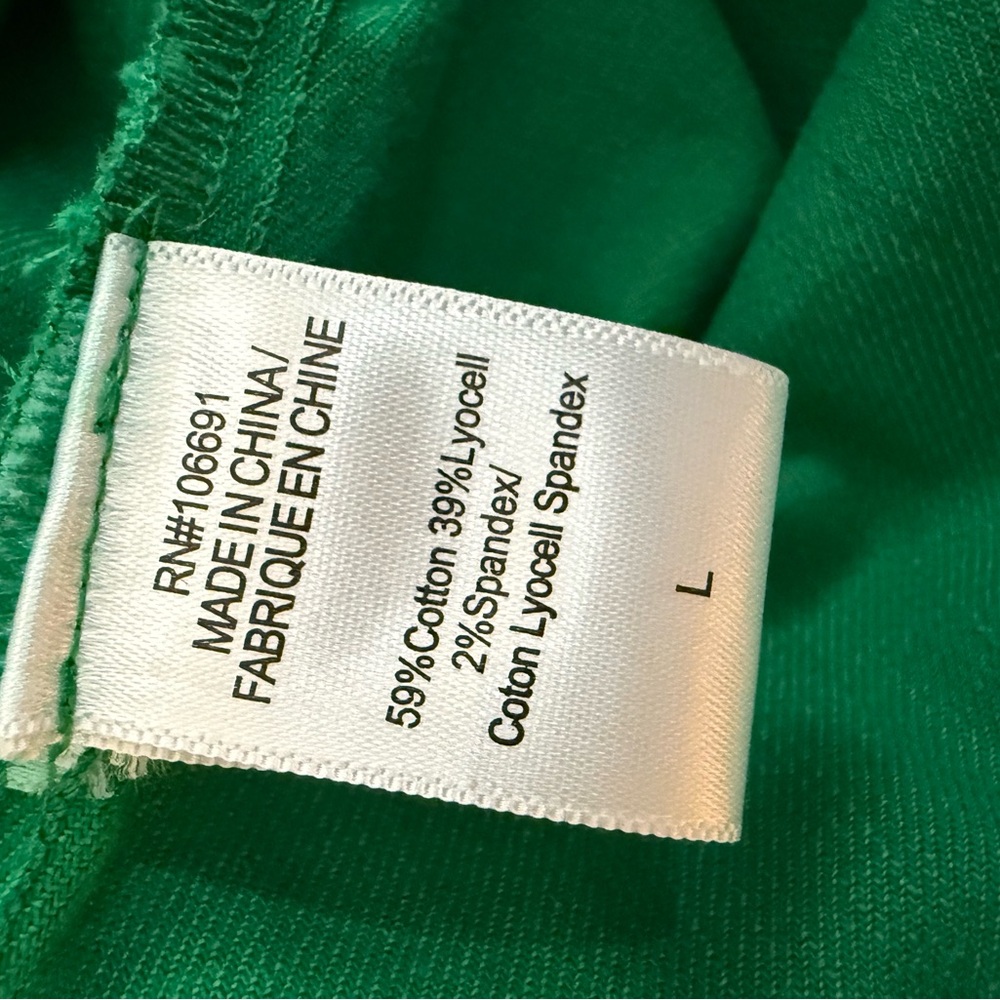 RN#106691
MADE IN CHINA/
FABRIQUE EN CHINE
59%Cotton 39%Lyocell
2%Spandex/
Coton Lyocell Spandex
L